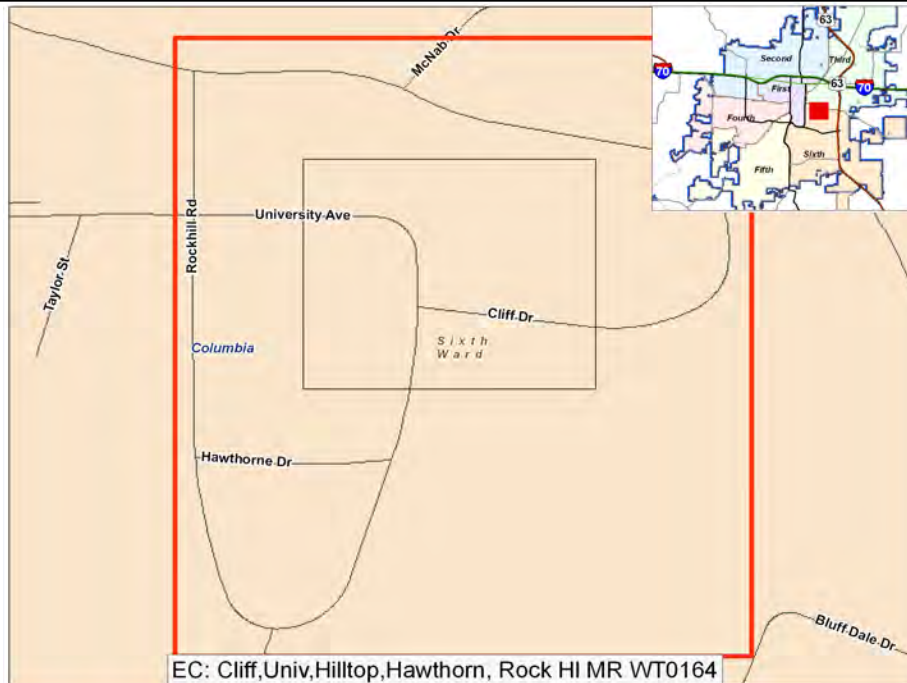 McNab Dr
63
70
Second
Third
63
70
First
Fourth
Sixth
Fifth
University Ave
Rockhill Rd
Taylor St
Cliff Dr
Sixth
Ward
Columbia
Hawthorne Dr
Bluff Dale Dr
EC: Cliff,Univ,Hilltop,Hawthorn, Rock HI MR WT0164